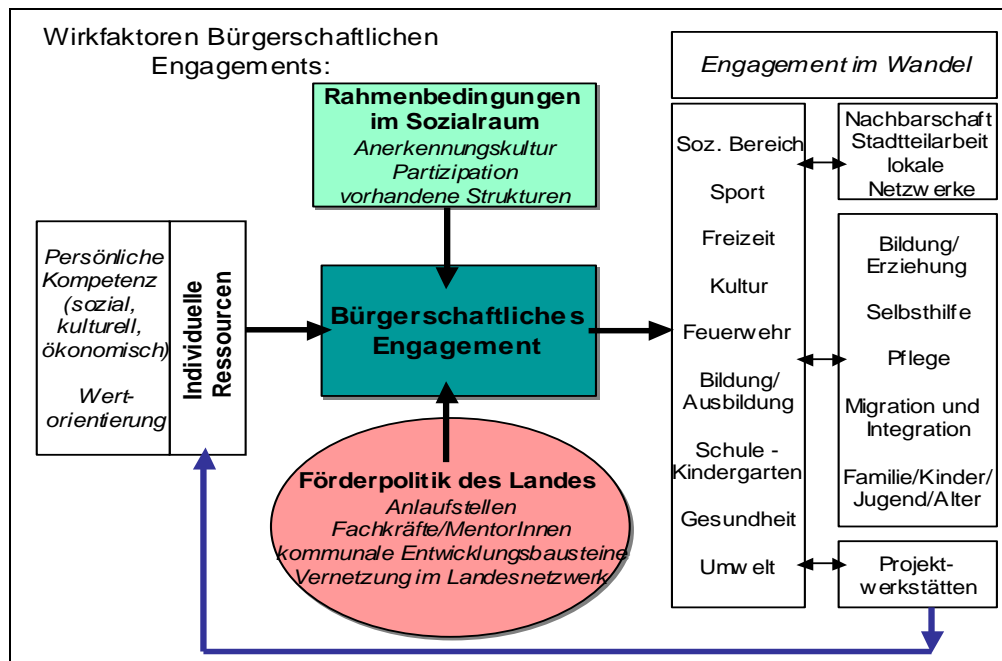 Wirkfaktoren Bürgerschaftlichen
Engagements:
Rahmenbedingungen
im Sozialraum
Anerkennungskultur
Partizipation
vorhandene Strukturen
Persönliche
Kompetenz
(sozial,
kulturell,
ökonomisch)
Wert-
orientierung
Individuelle
Ressourcen
Bürgerschaftliches
Engagement
Förderpolitik des Landes
Anlaufstellen
Fachkräfte/MentorInnen
kommunale Entwicklungsbausteine
Vernetzung im Landesnetzwerk
Engagement im Wandel
Soz. Bereich
Sport
Freizeit
Kultur
Feuerwehr
Bildung/
Ausbildung
Schule -
Kindergarten
Gesundheit
Umwelt
Nachbarschaft
Stadtteilarbeit
lokale
Netzwerke
Bildung/
Erziehung
Selbsthilfe
Pflege
Migration und
Integration
Familie/Kinder/
Jugend/Alter
Projekt-
werkstätten